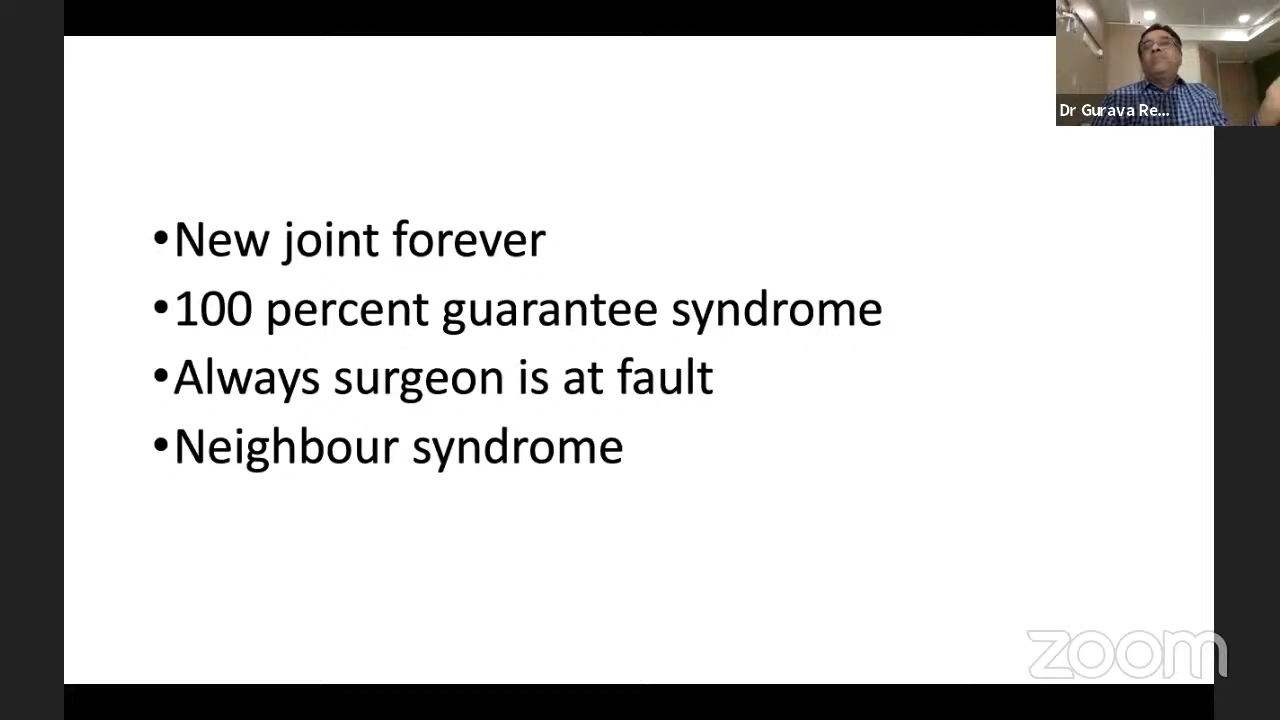 Dr Gurava Re...
•New joint forever
•100 percent guarantee syndrome
•Always surgeon is at fault
•Neighbour syndrome
zoom